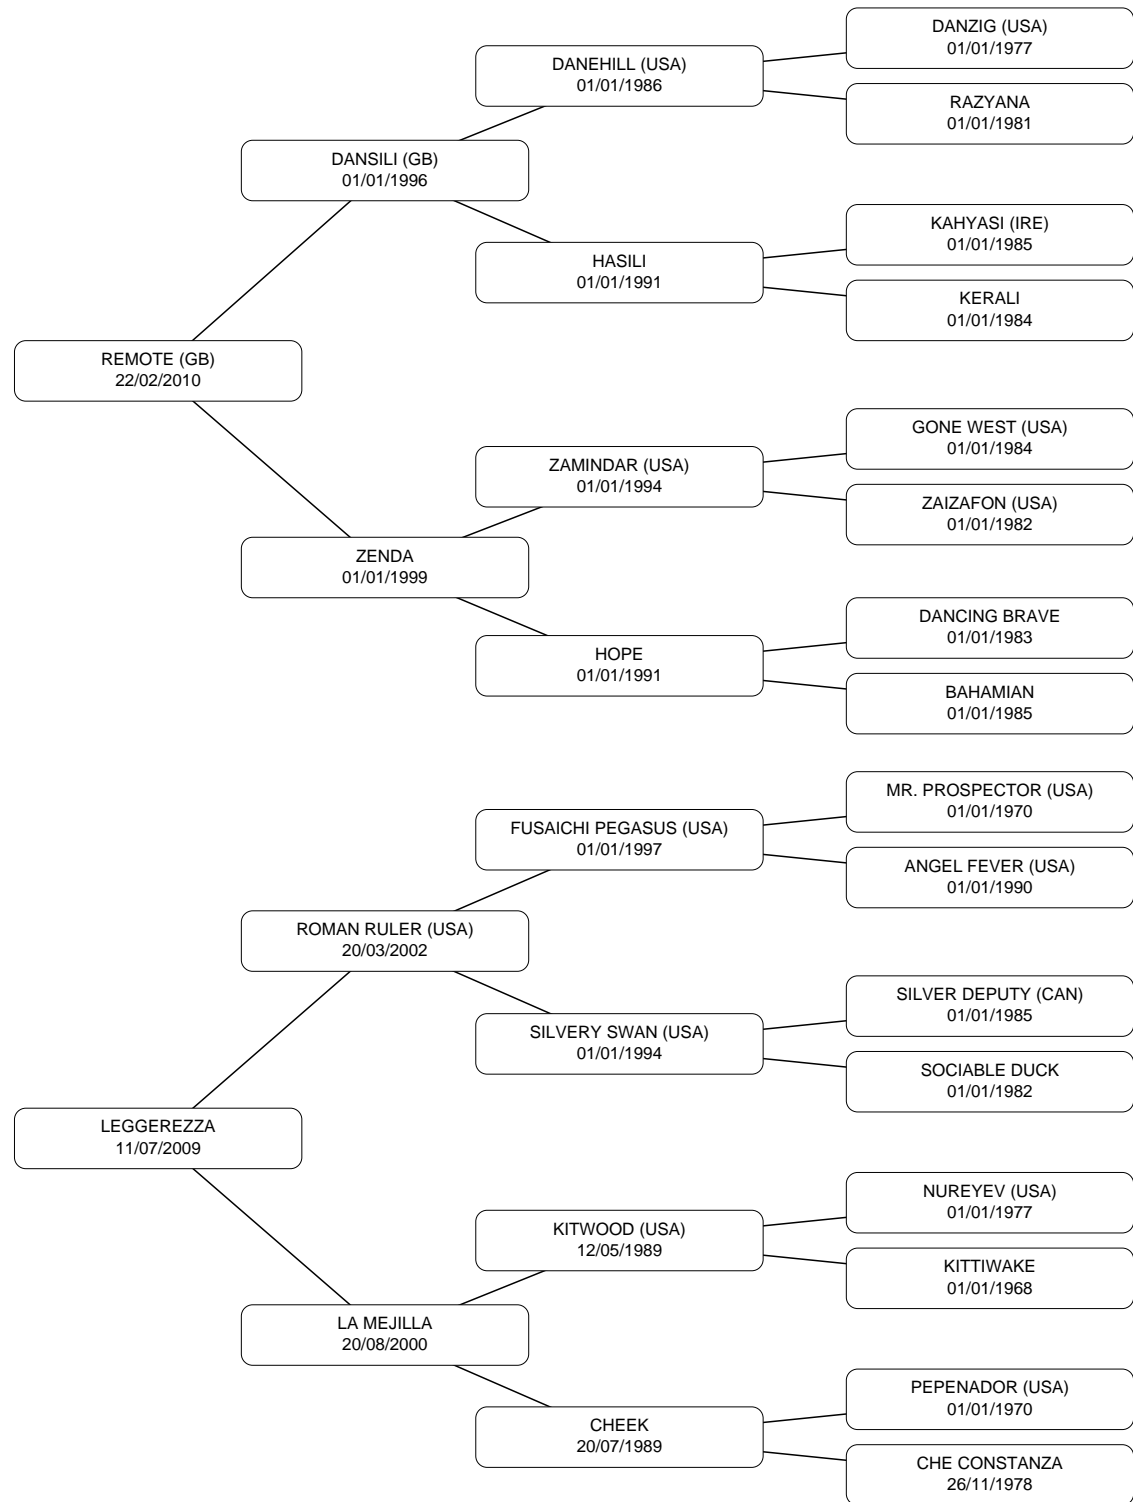 DANZIG (USA)
01/01/1977
DANEHILL (USA)
01/01/1986
RAZYANA
01/01/1981
DANSILI (GB)
01/01/1996
KAHYASI (IRE)
01/01/1985
HASILI
01/01/1991
KERALI
01/01/1984
REMOTE (GB)
22/02/2010
GONE WEST (USA)
01/01/1984
ZAMINDAR (USA)
01/01/1994
ZAIZAFON (USA)
01/01/1982
ZENDA
01/01/1999
DANCING BRAVE
01/01/1983
HOPE
01/01/1991
BAHAMIAN
01/01/1985
MR. PROSPECTOR (USA)
01/01/1970
FUSAICHI PEGASUS (USA)
01/01/1997
ANGEL FEVER (USA)
01/01/1990
ROMAN RULER (USA)
20/03/2002
SILVER DEPUTY (CAN)
01/01/1985
SILVERY SWAN (USA)
01/01/1994
SOCIABLE DUCK
01/01/1982
LEGGEREZZA
11/07/2009
NUREYEV (USA)
01/01/1977
KITWOOD (USA)
12/05/1989
KITTIWAKE
01/01/1968
LA MEJILLA
20/08/2000
PEPENADOR (USA)
01/01/1970
CHEEK
20/07/1989
CHE CONSTANZA
26/11/1978